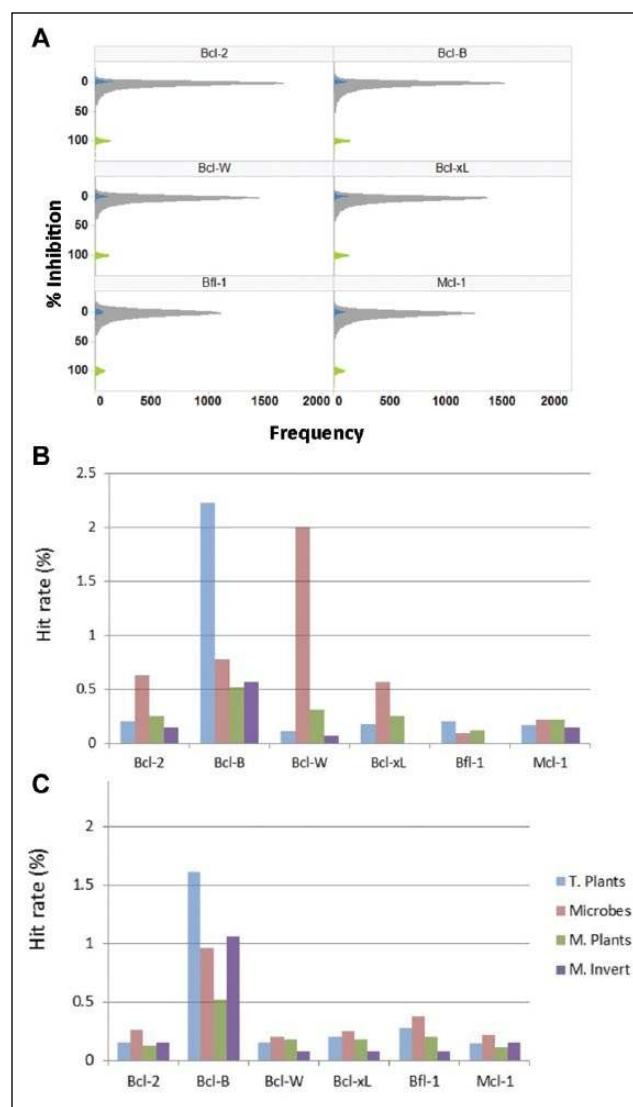 A
Bcl-2 Bcl-B
0
50
100
Bcl-W Bcl-xL
0
50
100
Bfl-1 Mcl-1
0
50
100
% Inhibition
0 500 1000 1500 2000 0 500 1000 1500 2000
Frequency
B
2.5
2
1.5
1
0.5
0
Hit rate (%)
Bcl-2 Bcl-B Bcl-W Bcl-xL Bfl-1 Mcl-1
C
2
1.5
1
0.5
0
Hit rate (%)
Bcl-2 Bcl-B Bcl-W Bcl-xL Bfl-1 Mcl-1
T. Plants
Microbes
M. Plants
M. Invert